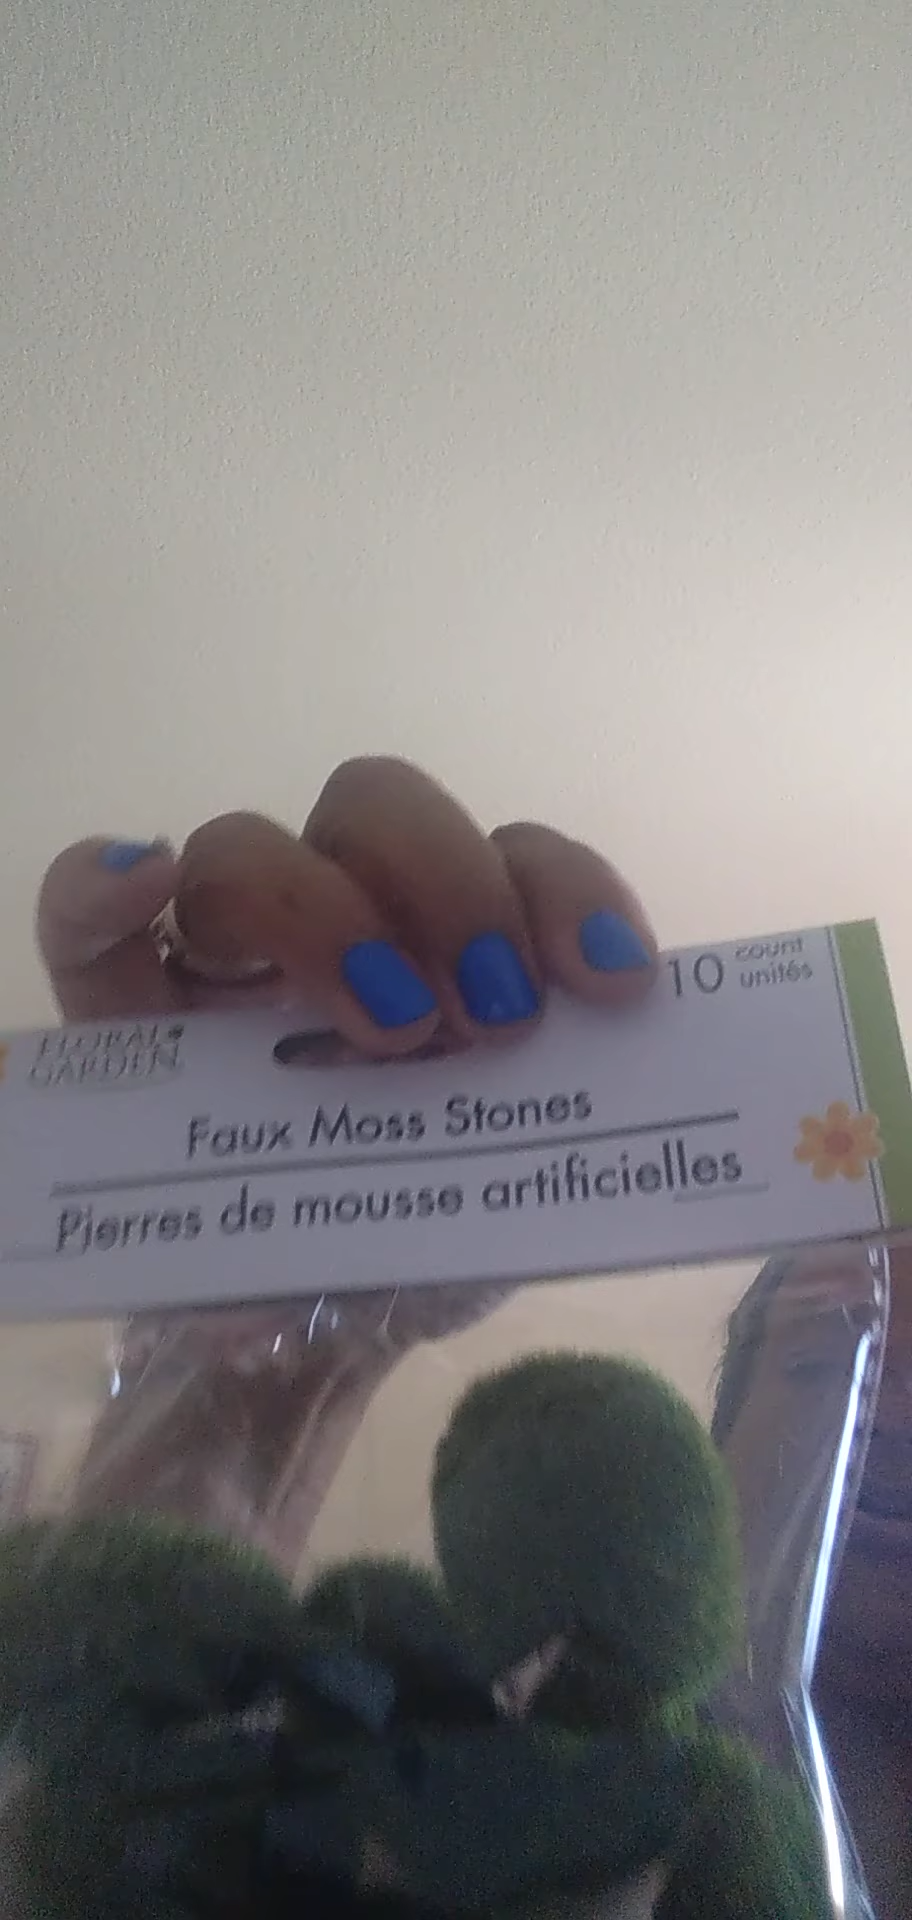 10 count
unités
FLORAL
GARDEN
Faux Moss Stones
Pierres de mousse artificielles